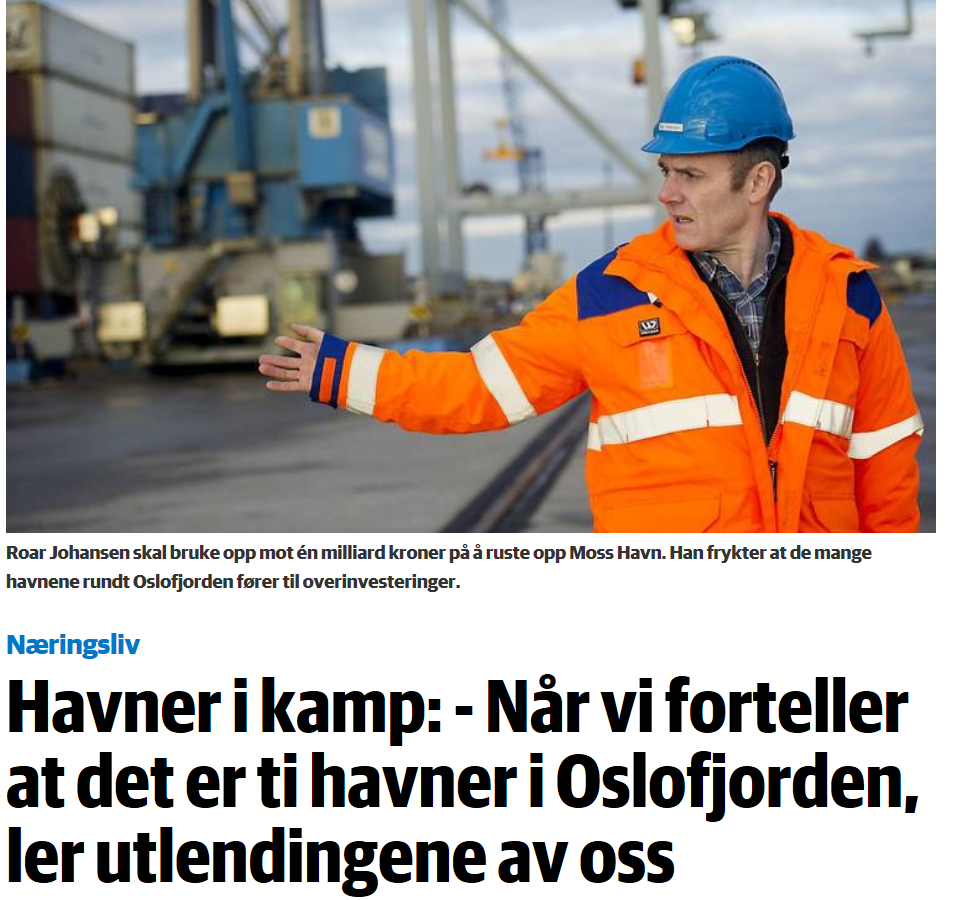 Roar Johansen skal bruke opp mot én milliard kroner på å ruste opp Moss Havn. Han frykter at de mange
havnene rundt Oslofjorden fører til overinvesteringer.
Næringsliv
Havner i kamp: - Når vi forteller
at det er ti havner i Oslofjorden,
ler utlendingene av oss